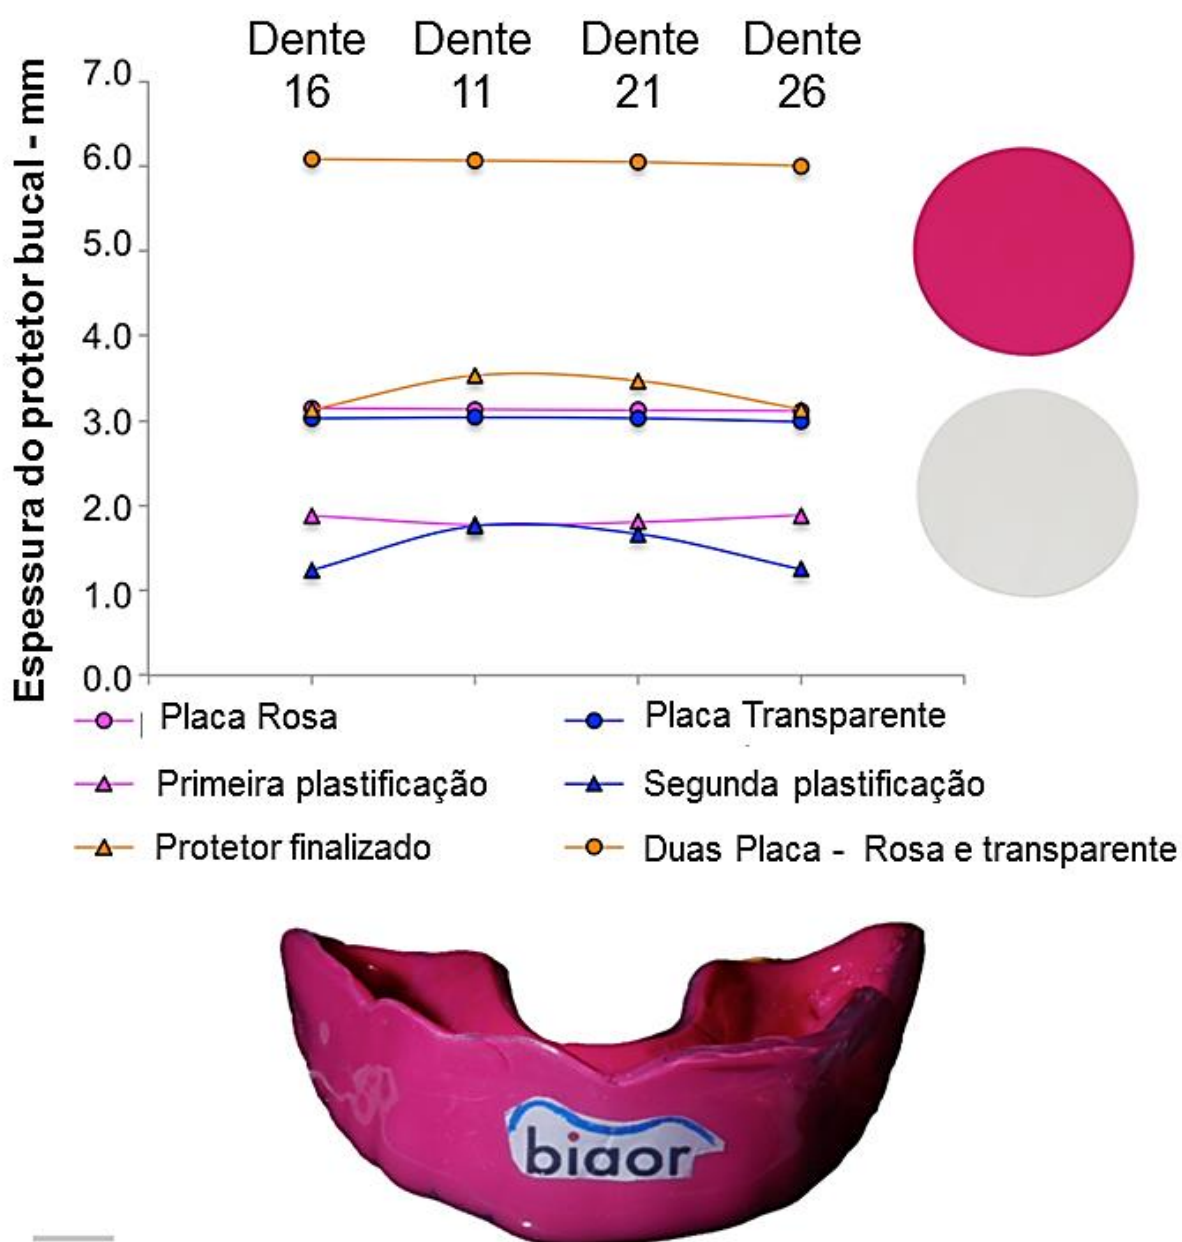 Dente Dente Dente Dente
16 11 21 26
Espessura do protetor bucal - mm
7.0
6.0
5.0
4.0
3.0
2.0
1.0
0.0
Placa Rosa
Placa Transparente
Primeira plastificação
Segunda plastificação
Protetor finalizado
Duas Placa - Rosa e transparente
biaor